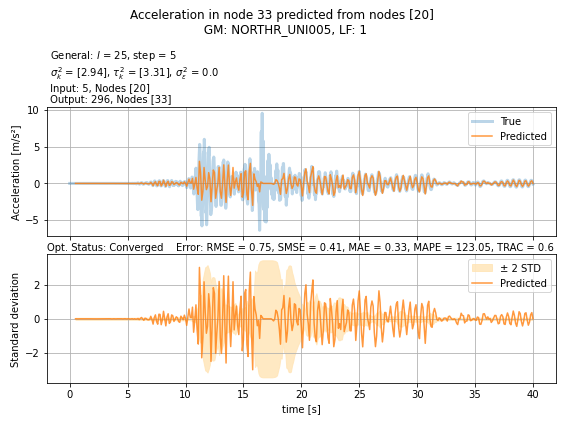 Acceleration in node 33 predicted from nodes [20]
GM: NORTHR_UNI005, LF: 1
General: l = 25, step = 5
σ²ₖ = [2.94], τ²ₖ = [3.31], σ²ε = 0.0
Input: 5, Nodes [20]
Output: 296, Nodes [33]
Acceleration [m/s²]
10
5
0
−5
True
Predicted
Opt. Status: Converged Error: RMSE = 0.75, SMSE = 0.41, MAE = 0.33, MAPE = 123.05, TRAC = 0.6
Standard deviation
2
0
−2
± 2 STD
Predicted
0 5 10 15 20 25 30 35 40
time [s]